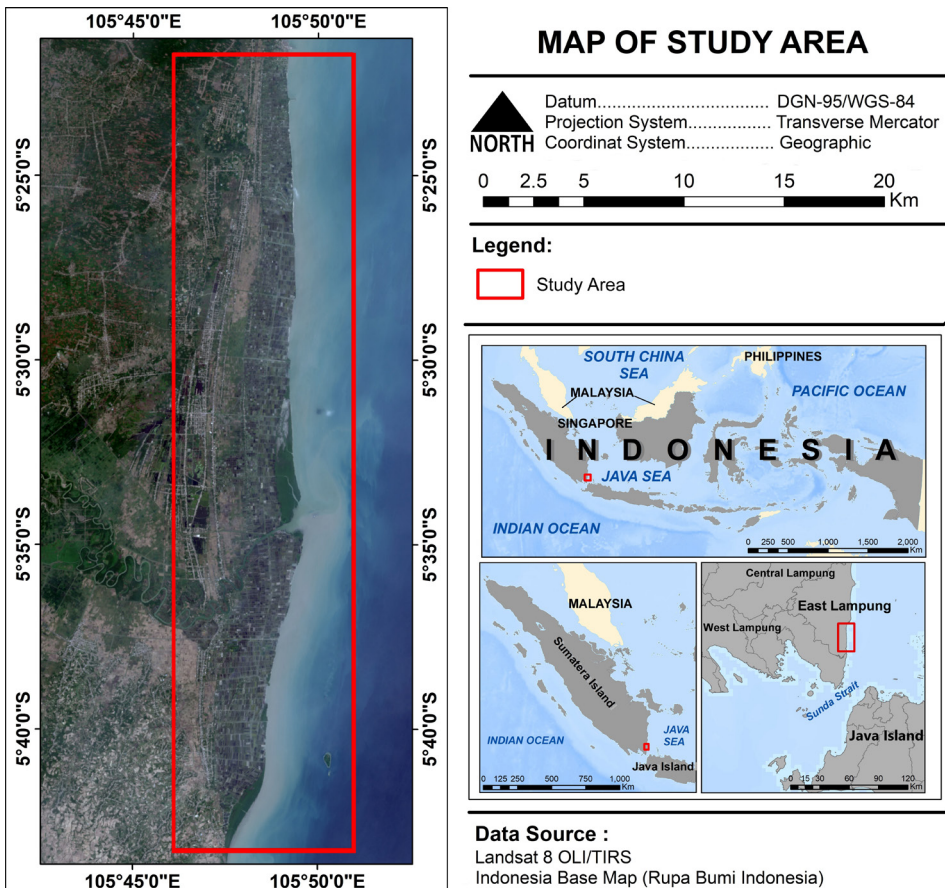 105°45'0"E 105°50'0"E
5°25'0"S 5°25'0"S
5°30'0"S 5°30'0"S
5°35'0"S 5°35'0"S
5°40'0"S 5°40'0"S
105°45'0"E 105°50'0"E
MAP OF STUDY AREA
NORTH
Datum................................. DGN-95/WGS-84
Projection System................. Transverse Mercator
Coordinat System................. Geographic
0 2.5 5 10 15 20
Km
Legend:
Study Area
SOUTH CHINA
SEA
PHILIPPINES
MALAYSIA
PACIFIC OCEAN
SINGAPORE
INDONESIA
JAVA SEA
INDIAN OCEAN
0 250 500 1,000 1,500 2,000
Km
MALAYSIA
Sumatera Island
INDIAN OCEAN
JAVA
SEA
Java Island
0 125 250 500 750 1,000
Km
Central Lampung
East Lampung
West Lampung
Sunda Strait
Java Island
0 15 30 60 90 120
Km
Data Source :
Landsat 8 OLI/TIRS
Indonesia Base Map (Rupa Bumi Indonesia)